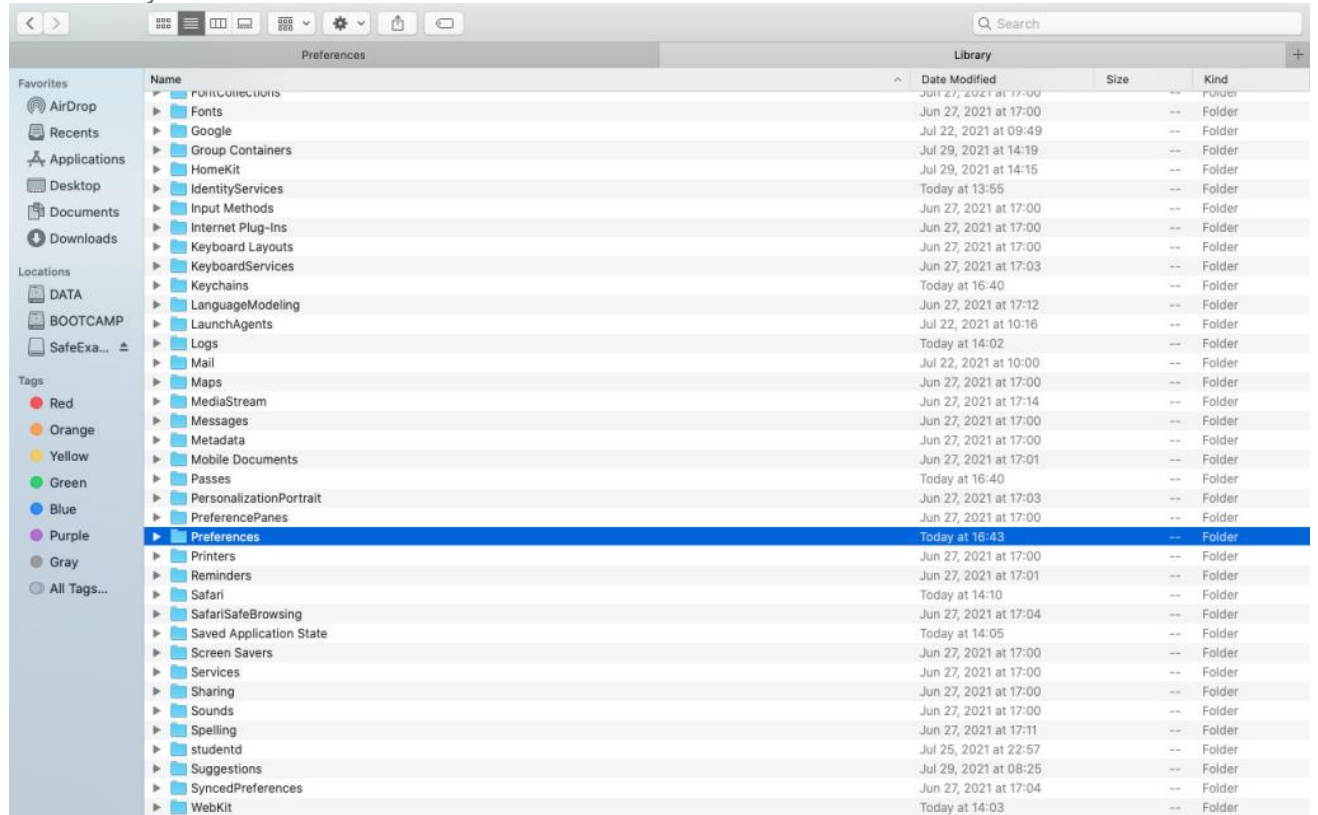 Search
Preferences Library +
Favorites
AirDrop
Recents
Applications
Desktop
Documents
Downloads
Locations
DATA
BOOTCAMP
SafeExa...
Tags
Red
Orange
Yellow
Green
Blue
Purple
Gray
All Tags...
Name Date Modified Size Kind
FontCollections Jun 27, 2021 at 17:00 -- Folder
Fonts Jun 27, 2021 at 17:00 -- Folder
Google Jul 22, 2021 at 09:49 -- Folder
Group Containers Jul 29, 2021 at 14:19 -- Folder
HomeKit Jul 29, 2021 at 14:15 -- Folder
IdentityServices Today at 13:55 -- Folder
Input Methods Jun 27, 2021 at 17:00 -- Folder
Internet Plug-Ins Jun 27, 2021 at 17:00 -- Folder
Keyboard Layouts Jun 27, 2021 at 17:00 -- Folder
KeyboardServices Jun 27, 2021 at 17:03 -- Folder
Keychains Today at 16:40 -- Folder
LanguageModeling Jun 27, 2021 at 17:12 -- Folder
LaunchAgents Jul 22, 2021 at 10:16 -- Folder
Logs Today at 14:02 -- Folder
Mail Jul 22, 2021 at 10:00 -- Folder
Maps Jun 27, 2021 at 17:00 -- Folder
MediaStream Jun 27, 2021 at 17:14 -- Folder
Messages Jun 27, 2021 at 17:00 -- Folder
Metadata Jun 27, 2021 at 17:00 -- Folder
Mobile Documents Jun 27, 2021 at 17:01 -- Folder
Passes Today at 16:40 -- Folder
PersonalizationPortrait Jun 27, 2021 at 17:03 -- Folder
PreferencePanes Jun 27, 2021 at 17:00 -- Folder
Preferences Today at 16:43 -- Folder
Printers Jun 27, 2021 at 17:00 -- Folder
Reminders Jun 27, 2021 at 17:01 -- Folder
Safari Today at 14:10 -- Folder
SafariSafeBrowsing Jun 27, 2021 at 17:04 -- Folder
Saved Application State Today at 14:05 -- Folder
Screen Savers Jun 27, 2021 at 17:00 -- Folder
Services Jun 27, 2021 at 17:00 -- Folder
Sharing Jun 27, 2021 at 17:00 -- Folder
Sounds Jun 27, 2021 at 17:00 -- Folder
Spelling Jun 27, 2021 at 17:11 -- Folder
studentd Jul 25, 2021 at 22:57 -- Folder
Suggestions Jul 29, 2021 at 08:25 -- Folder
SyncedPreferences Jun 27, 2021 at 17:04 -- Folder
WebKit Today at 14:03 -- Folder